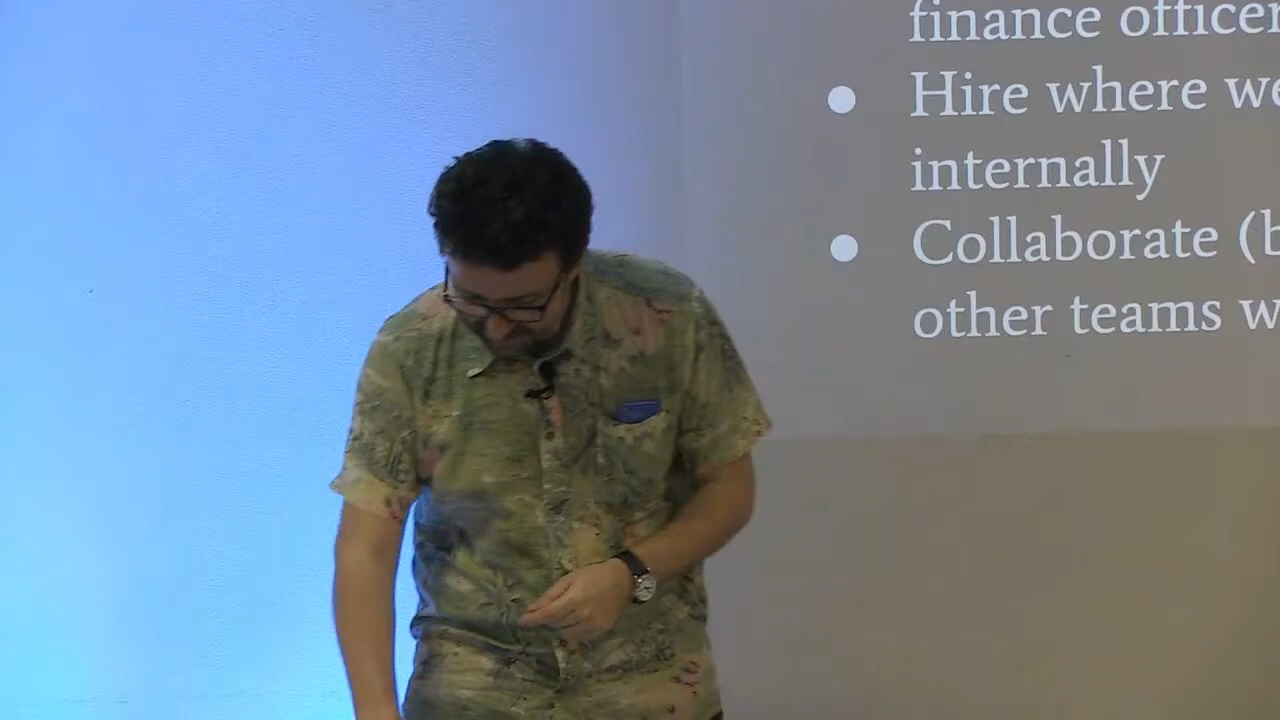 finance officer
● Hire where we
internally
● Collaborate (b
other teams w